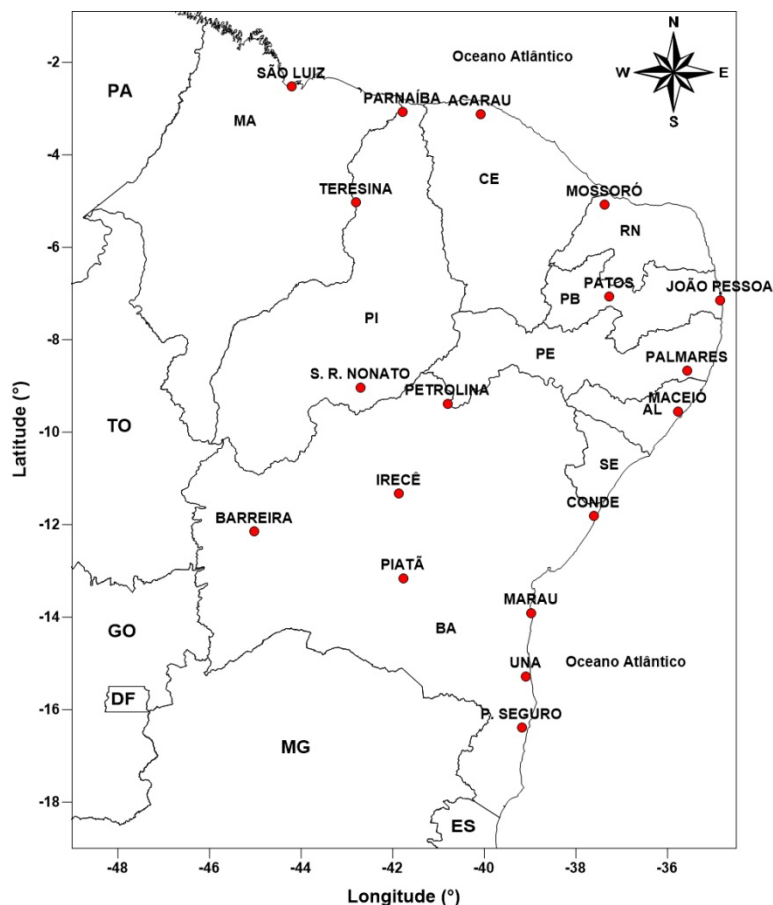 N
Oceano Atlântico
-2
W
E
SÃO LUIZ
PA
S
PARNAÍBA
ACARAU
MA
-4
CE
TERESINA
MOSSORÓ
RN
-6
PATOS
JOÃO PESSOA
PB
PI
-8
PE
PALMARES
S. R. NONATO
PETROLINA
MACEIÓ
AL
TO
-10
SE
IRECÊ
CONDE
BARREIRA
-12
PIATÃ
MARAU
GO
-14
BA
UNA
Oceano Atlântico
DF
-16
P. SEGURO
MG
-18
ES
-48
-46
-44
-42
-40
-38
-36
Latitude (°)
Longitude (°)